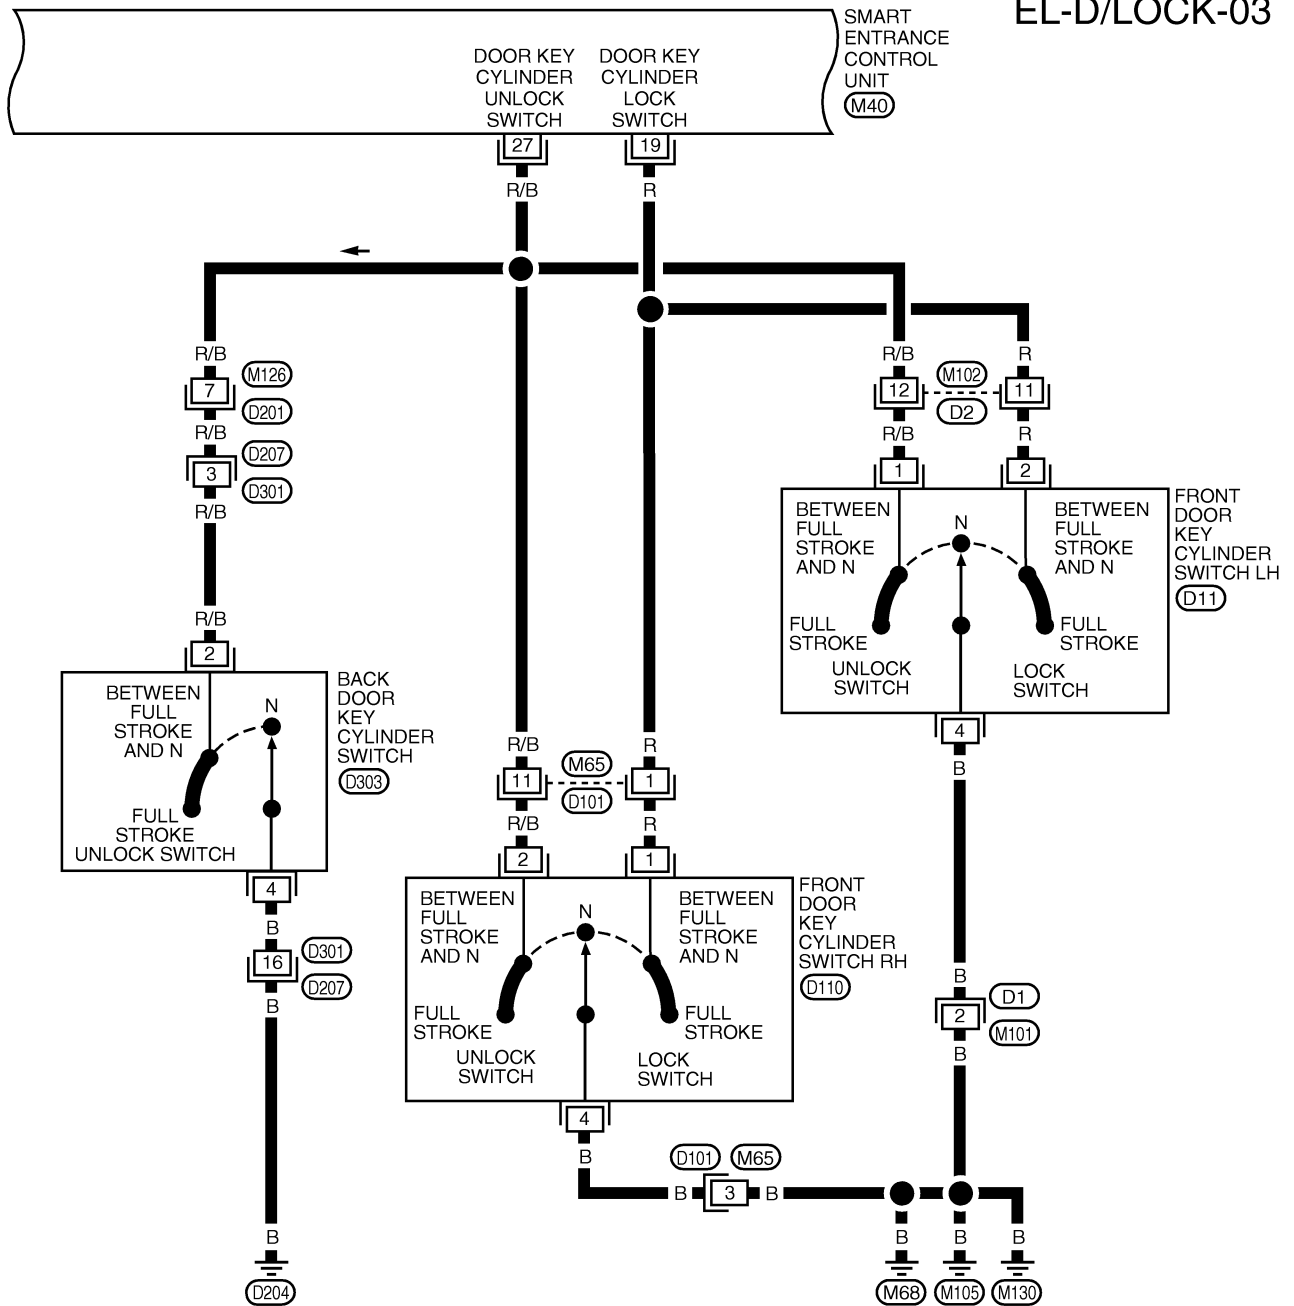 EL-D/LOCK-03
SMART
ENTRANCE
CONTROL
UNIT
M40
DOOR KEY
CYLINDER
UNLOCK
SWITCH
DOOR KEY
CYLINDER
LOCK
SWITCH
27
19
R/B
R
R/B
7
M126
D201
R/B
3
D207
D301
R/B
R/B
2
R/B
R
12
M102
D2
11
R/B
R
1
2
BETWEEN
FULL
STROKE
AND N
N
BETWEEN
FULL
STROKE
AND N
FULL
STROKE
FULL
STROKE
UNLOCK
SWITCH
LOCK
SWITCH
FRONT
DOOR
KEY
CYLINDER
SWITCH LH
D11
4
B
BETWEEN
FULL
STROKE
AND N
N
FULL
STROKE
UNLOCK SWITCH
BACK
DOOR
KEY
CYLINDER
SWITCH
D303
4
B
16
D301
D207
B
B
D204
R/B
R
11
M65
D101
1
R/B
R
2
1
BETWEEN
FULL
STROKE
AND N
N
BETWEEN
FULL
STROKE
AND N
FULL
STROKE
FULL
STROKE
UNLOCK
SWITCH
LOCK
SWITCH
FRONT
DOOR
KEY
CYLINDER
SWITCH RH
D110
4
B
B
2
D1
M101
B
D101
M65
B
3
B
B
B
B
M68
M105
M130